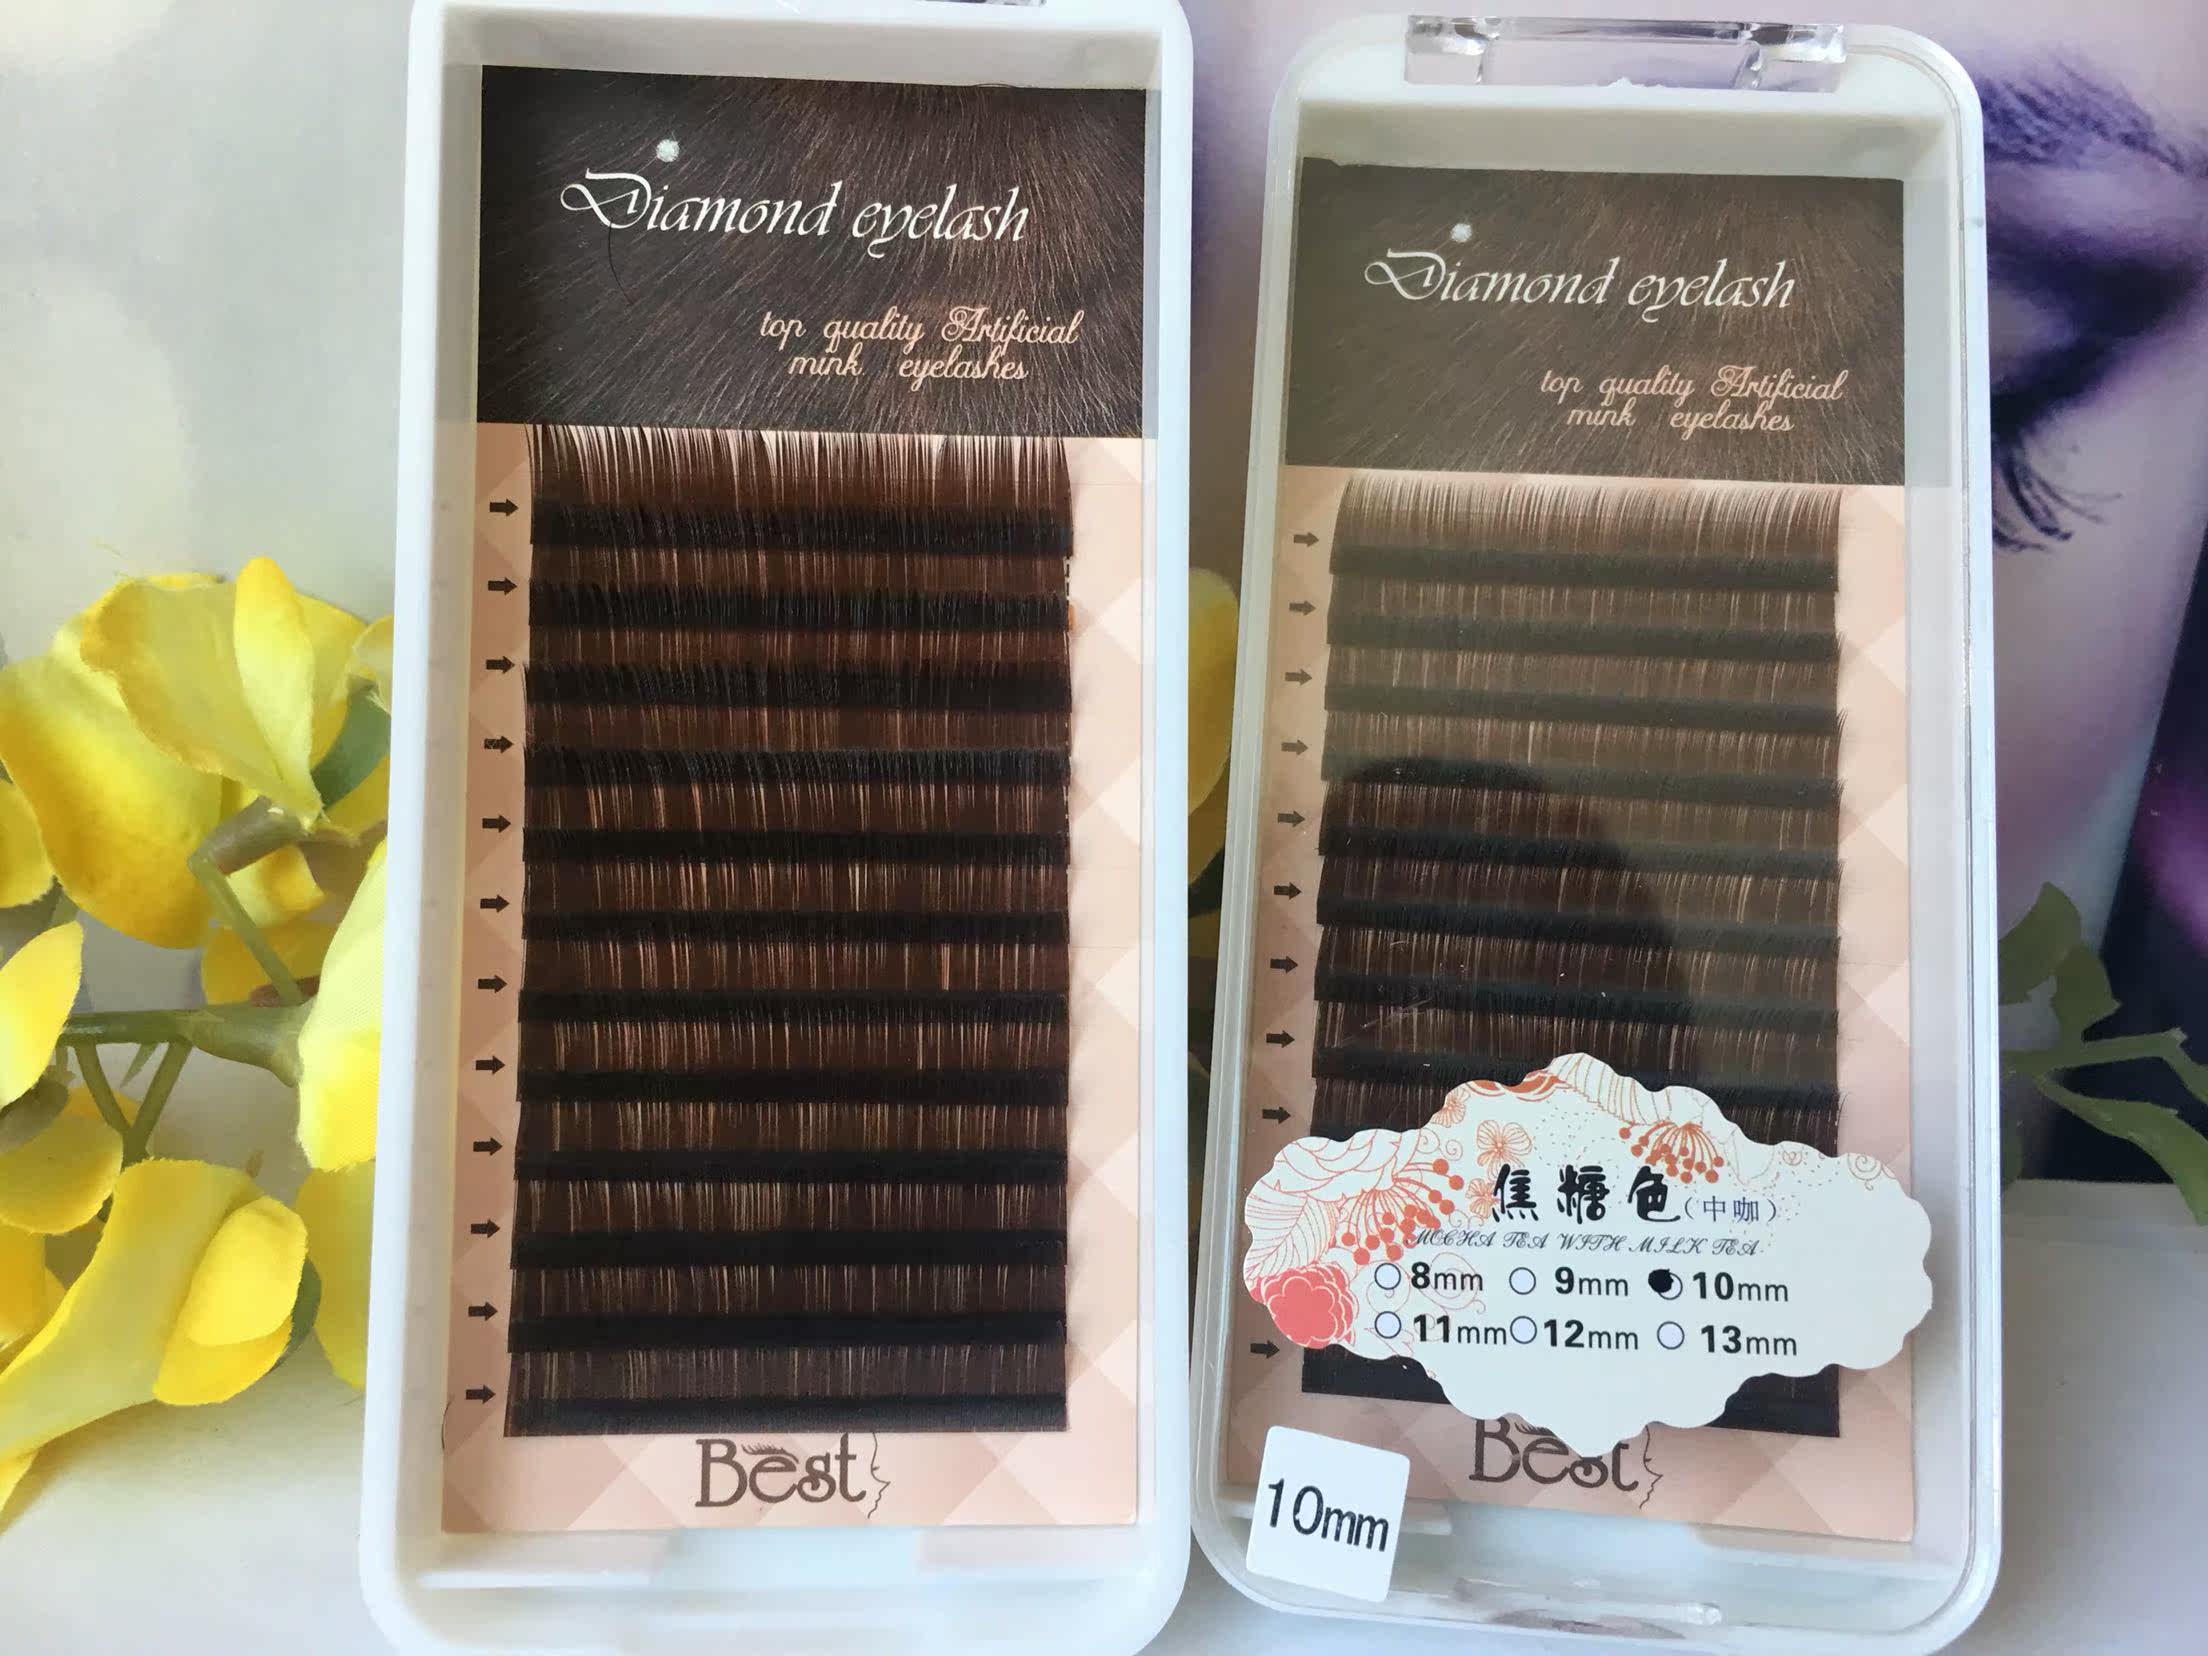 Diamond eyelash
top quality Artificial
mink eyelashes
Best
Diamond eyelash
top quality Artificial
mink eyelashes
焦糖色(中咖)
MOCHA TEA WITH MILK TEA
8mm 9mm 10mm
11mm 12mm 13mm
Best
10mm